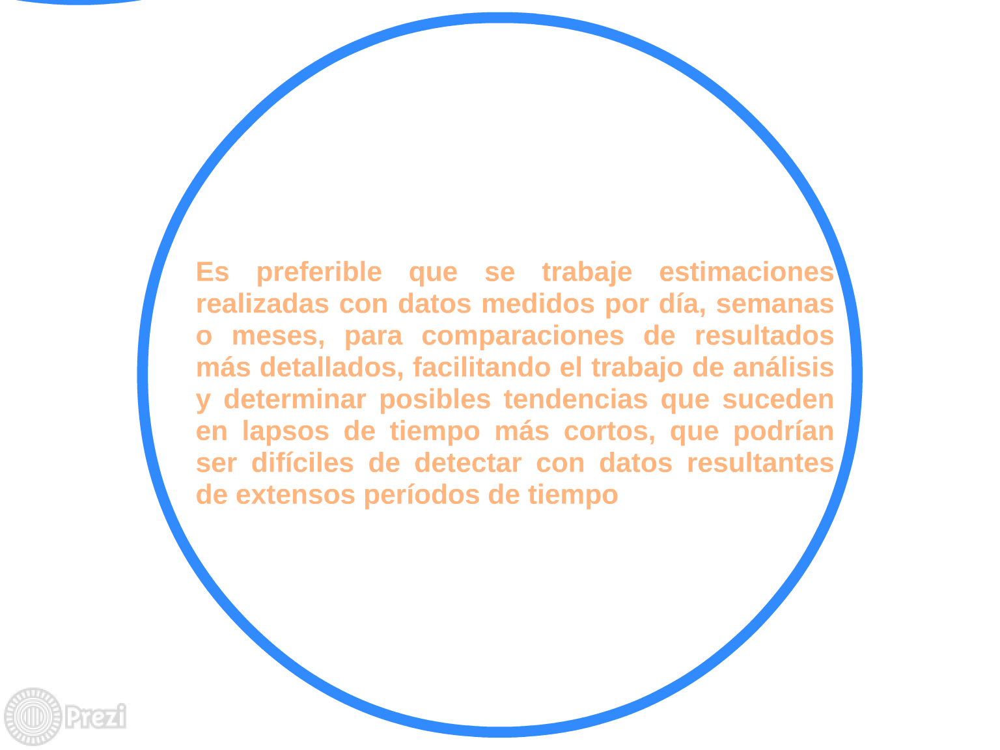 Es preferible que se trabaje estimaciones
realizadas con datos medidos por día, semanas
o meses, para comparaciones de resultados
más detallados, facilitando el trabajo de análisis
y determinar posibles tendencias que suceden
en lapsos de tiempo más cortos, que podrían
ser difíciles de detectar con datos resultantes
de extensos períodos de tiempo
Prezi